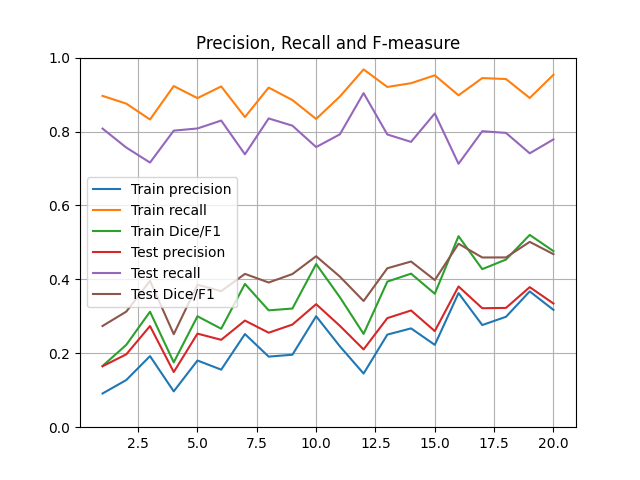 Precision, Recall and F-measure
1.0
0.8
0.6
0.4
0.2
0.0
Train precision
Train recall
Train Dice/F1
Test precision
Test recall
Test Dice/F1
2.5 5.0 7.5 10.0 12.5 15.0 17.5 20.0